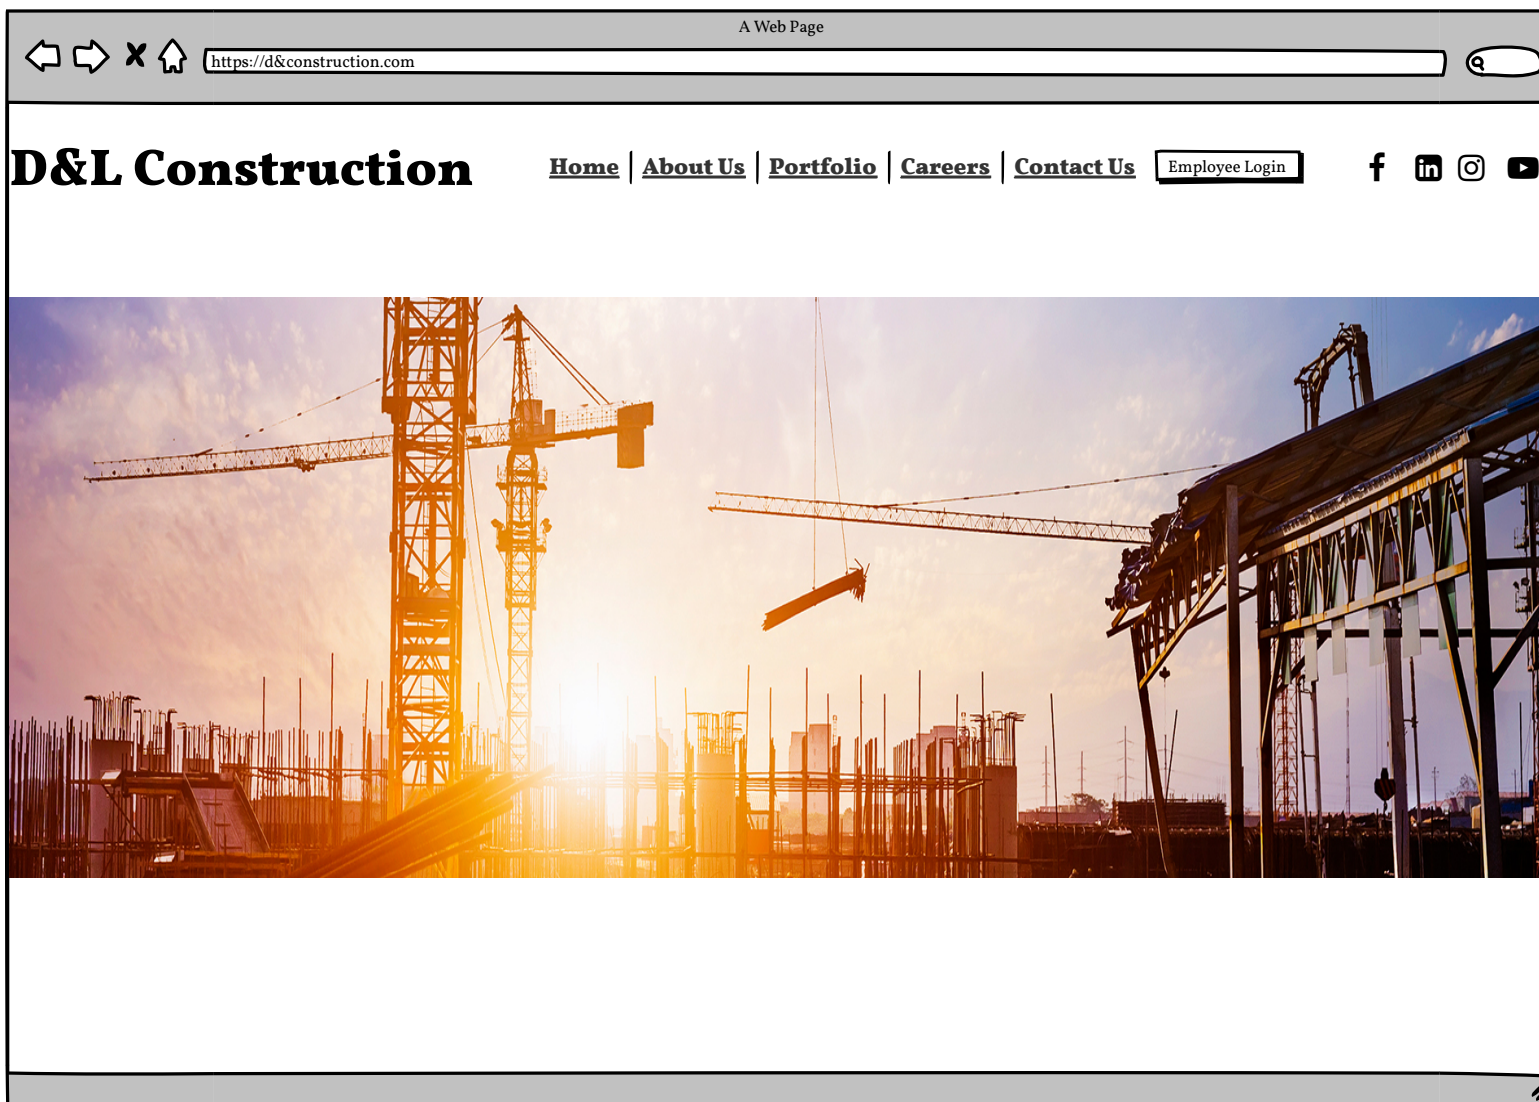 A Web Page
https://d&construction.com
D&L Construction
Home | About Us | Portfolio | Careers | Contact Us
Employee Login